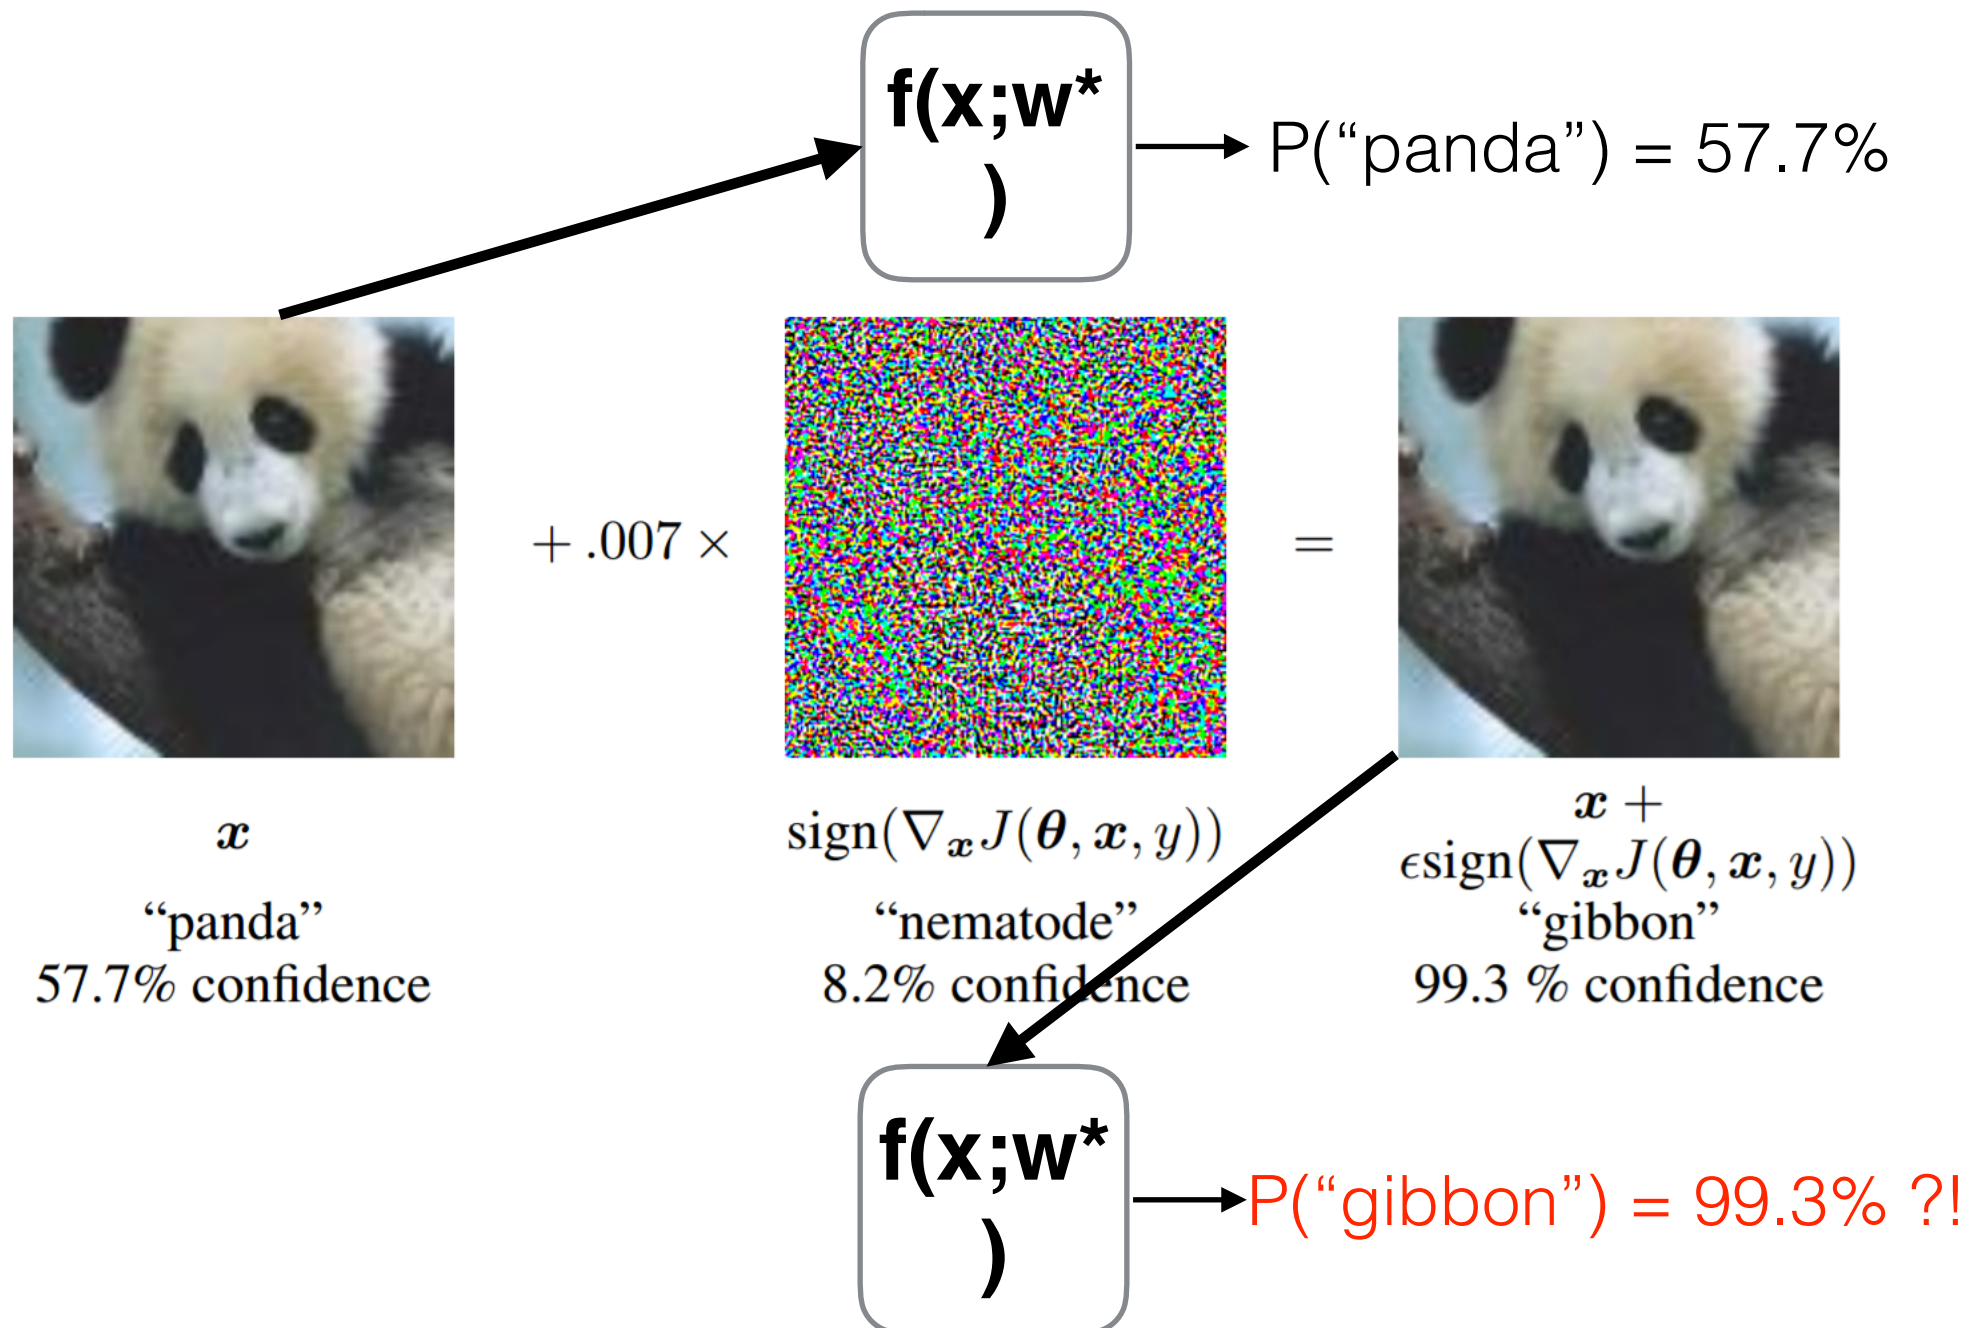 f(x;w*
)
P(“panda”) = 57.7%
+ .007 ×
=
x
“panda”
57.7% confidence
sign(∇ₓJ(θ, x, y))
“nematode”
8.2% confidence
x +
ϵsign(∇ₓJ(θ, x, y))
“gibbon”
99.3 % confidence
f(x;w*
)
P(“gibbon”) = 99.3% ?!